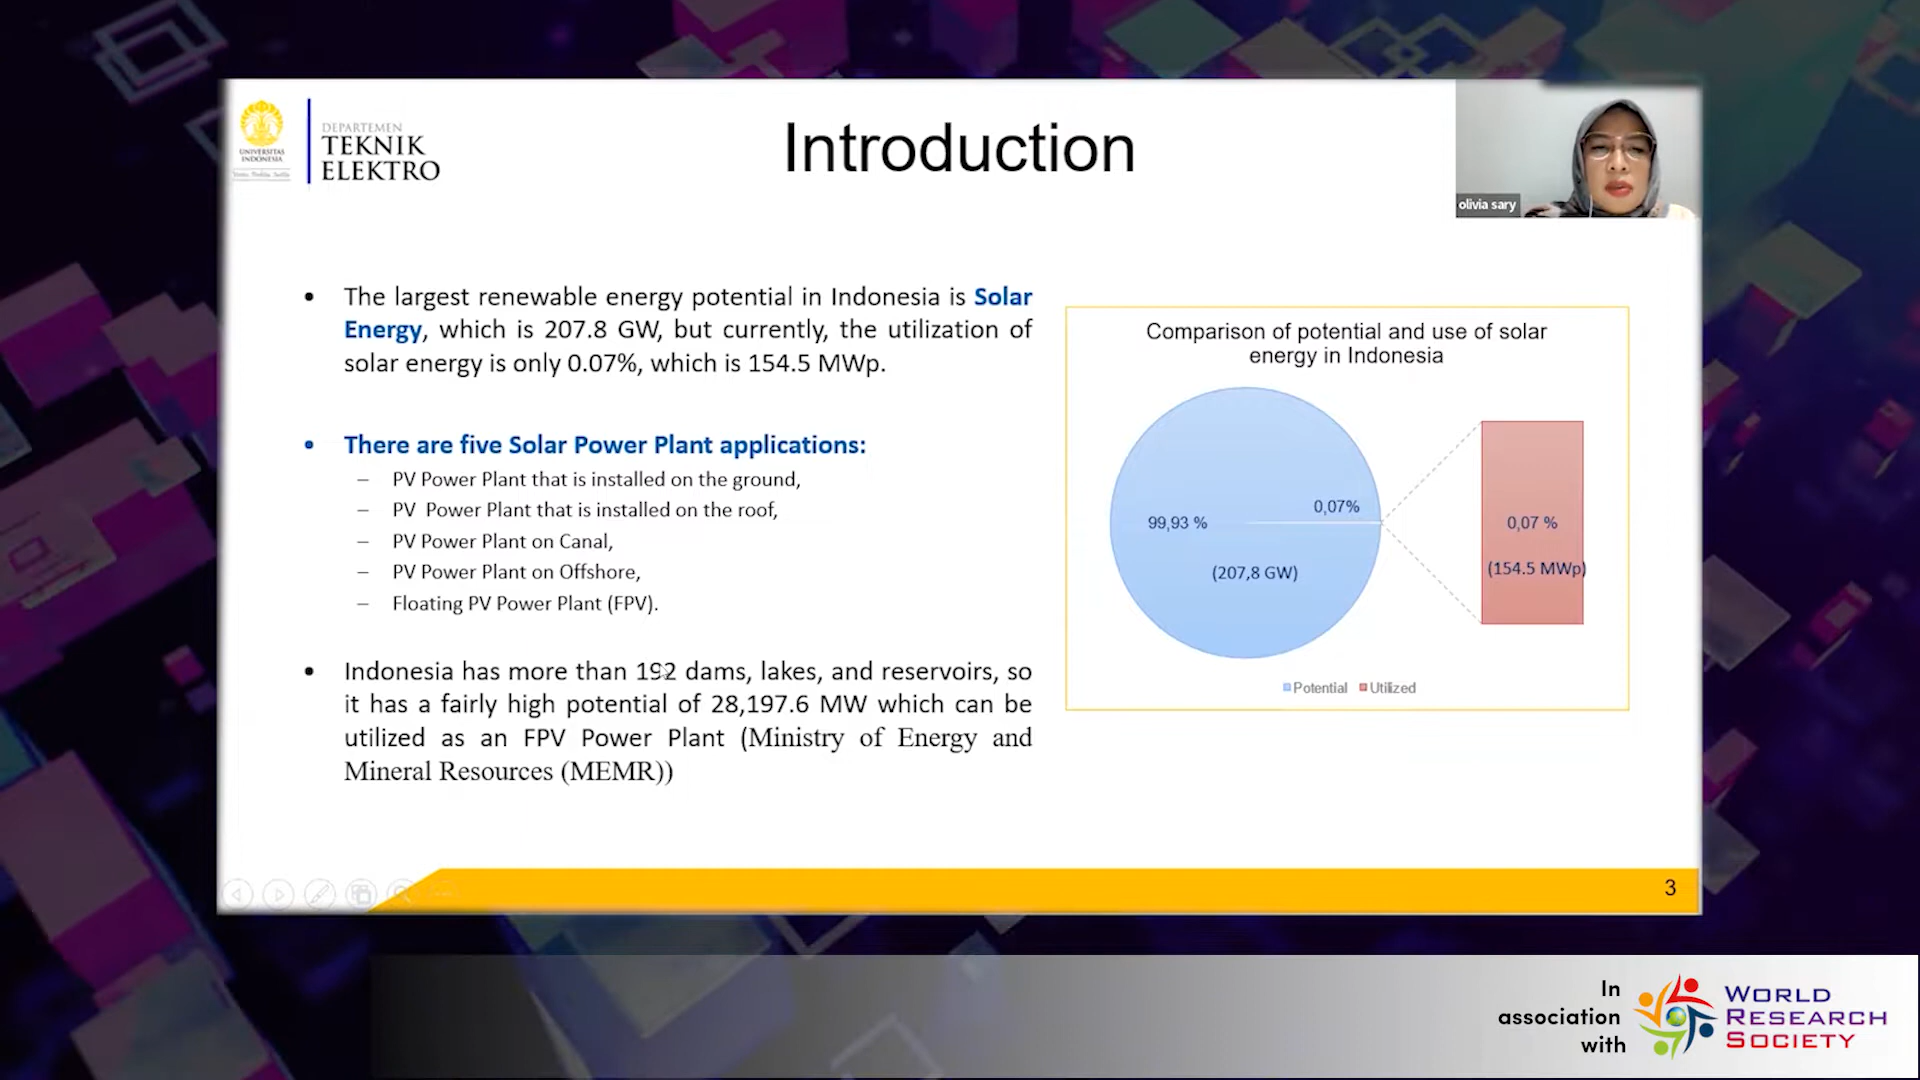 UNIVERSITAS
INDONESIA
DEPARTEMEN
TEKNIK
ELEKTRO
Introduction
olivia sary
• The largest renewable energy potential in Indonesia is Solar
Energy, which is 207.8 GW, but currently, the utilization of
solar energy is only 0.07%, which is 154.5 MWp.
• There are five Solar Power Plant applications:
– PV Power Plant that is installed on the ground,
– PV Power Plant that is installed on the roof,
– PV Power Plant on Canal,
– PV Power Plant on Offshore,
– Floating PV Power Plant (FPV).
• Indonesia has more than 192 dams, lakes, and reservoirs, so
it has a fairly high potential of 28,197.6 MW which can be
utilized as an FPV Power Plant (Ministry of Energy and
Mineral Resources (MEMR))
Comparison of potential and use of solar
energy in Indonesia
99,93 %
0,07%
(207,8 GW)
0,07 %
(154.5 MWp)
Potential Utilized
3
In
association
with
WORLD
RESEARCH
SOCIETY